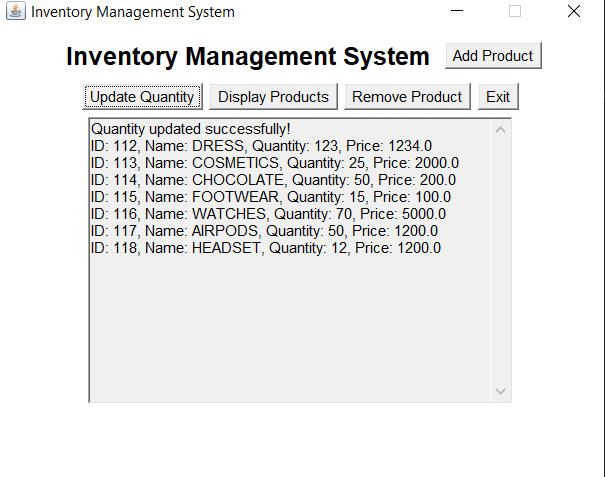 Inventory Management System
Inventory Management System Add Product
Update Quantity Display Products Remove Product Exit
Quantity updated successfully!
ID: 112, Name: DRESS, Quantity: 123, Price: 1234.0
ID: 113, Name: COSMETICS, Quantity: 25, Price: 2000.0
ID: 114, Name: CHOCOLATE, Quantity: 50, Price: 200.0
ID: 115, Name: FOOTWEAR, Quantity: 15, Price: 100.0
ID: 116, Name: WATCHES, Quantity: 70, Price: 5000.0
ID: 117, Name: AIRPODS, Quantity: 50, Price: 1200.0
ID: 118, Name: HEADSET, Quantity: 12, Price: 1200.0